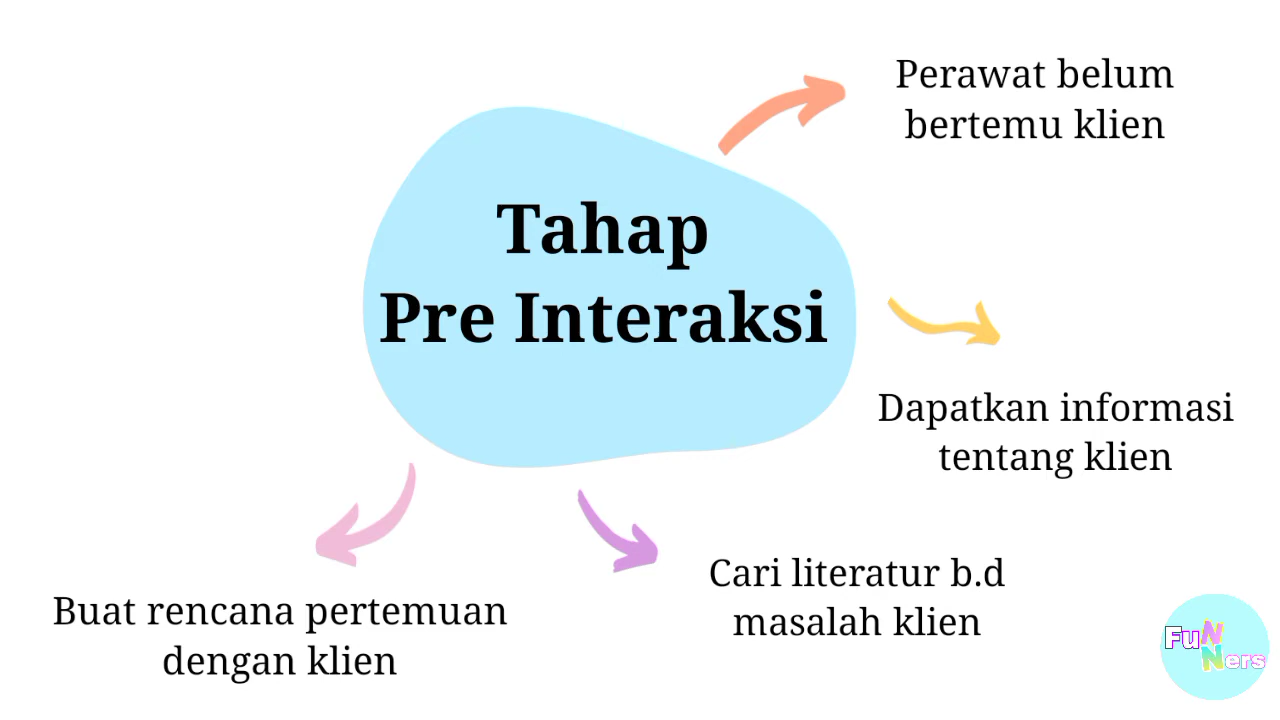 Tahap
Pre Interaksi
Perawat belum
bertemu klien
Dapatkan informasi
tentang klien
Cari literatur b.d
masalah klien
Buat rencana pertemuan
dengan klien
FuN
Ners